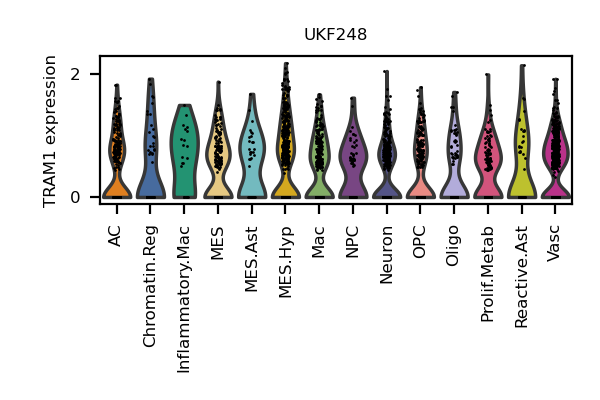 UKF248
TRAM1 expression
2
0
AC
Chromatin.Reg
Inflammatory.Mac
MES
MES.Ast
MES.Hyp
Mac
NPC
Neuron
OPC
Oligo
Prolif.Metab
Reactive.Ast
Vasc